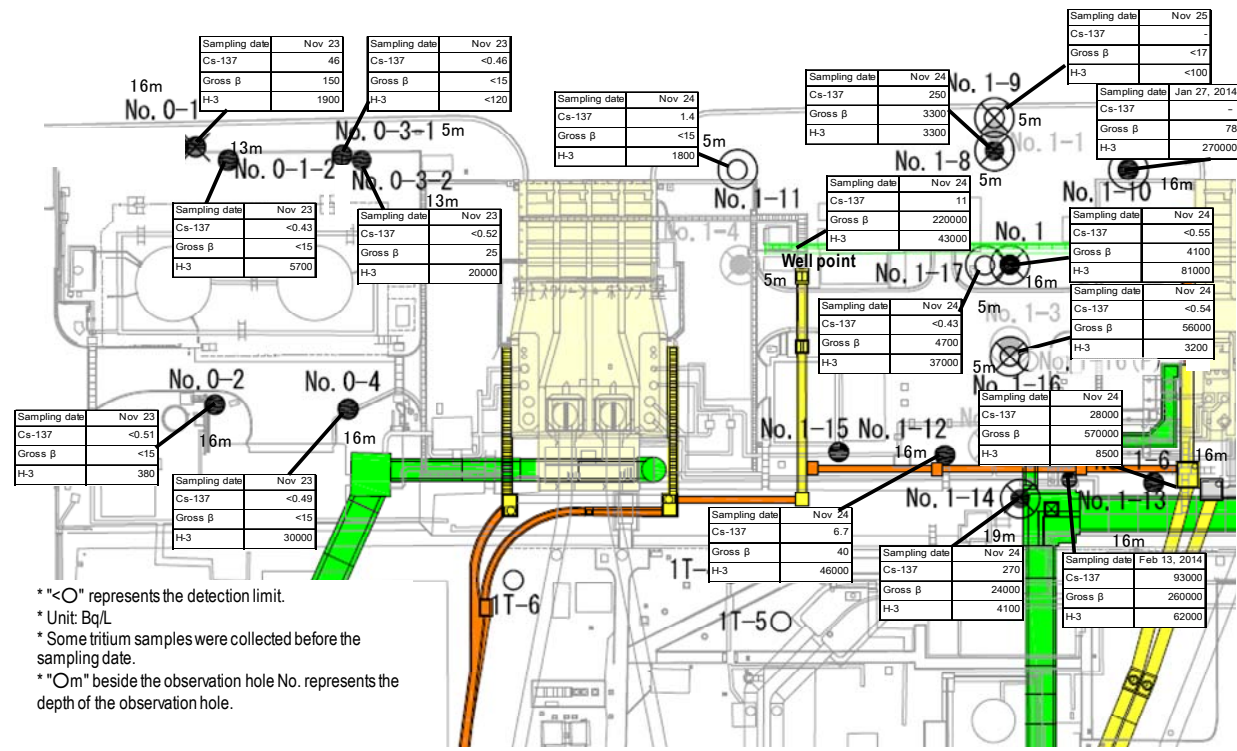 Sampling date Nov 23
Cs-137 46
Gross β 150
H-3 1900
Sampling date Nov 23
Cs-137 <0.46
Gross β <15
H-3 <120
Sampling date Nov 25
Cs-137 -
Gross β <17
H-3 <100
Sampling date Nov 24
Cs-137 250
Gross β 3300
H-3 3300
Sampling date Jan 27, 2014
Cs-137 -
Gross β 78
H-3 270000
Sampling date Nov 24
Cs-137 1.4
Gross β <15
H-3 1800
16m
No. 0-1
No. 0-3-1 5m
13m
No. 0-1-2
No. 0-3-2
13m
5m
No. 1-11
No. 1-9
5m
No. 1-1
No. 1-8
5m
No. 1-10
16m
Sampling date Nov 23
Cs-137 <0.43
Gross β <15
H-3 5700
Sampling date Nov 23
Cs-137 <0.52
Gross β 25
H-3 20000
Sampling date Nov 24
Cs-137 11
Gross β 220000
H-3 43000
Sampling date Nov 24
Cs-137 <0.55
Gross β 4100
H-3 81000
No. 1-4
Well point
5m
No. 1-17
No. 1
5m
16m
Sampling date Nov 24
Cs-137 <0.43
Gross β 4700
H-3 37000
Sampling date Nov 24
Cs-137 <0.54
Gross β 56000
H-3 3200
No. 1-3
5m
No. 1-16
No. 0-2
16m
No. 0-4
16m
Sampling date Nov 23
Cs-137 <0.51
Gross β <15
H-3 380
Sampling date Nov 23
Cs-137 <0.49
Gross β <15
H-3 30000
Sampling date Nov 24
Cs-137 28000
Gross β 570000
H-3 8500
No. 1-15
No. 1-12
16m
1-6
16m
No. 1-14
19m
No. 1-13
16m
Sampling date Nov 24
Cs-137 6.7
Gross β 40
H-3 46000
Sampling date Nov 24
Cs-137 270
Gross β 24000
H-3 4100
Sampling date Feb 13, 2014
Cs-137 93000
Gross β 260000
H-3 62000
1T-6
1T-
1T-5
* "<○" represents the detection limit.
* Unit: Bq/L
* Some tritium samples were collected before the
sampling date.
* "○m" beside the observation hole No. represents the
depth of the observation hole.